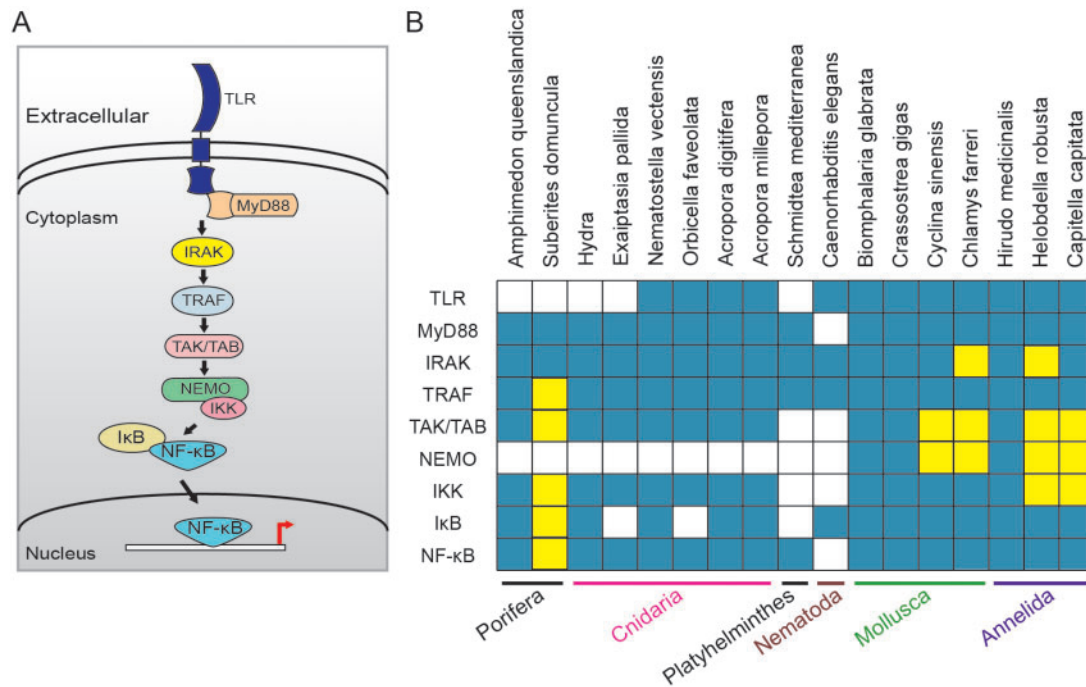 A
TLR
Extracellular
MyD88
Cytoplasm
IRAK
TRAF
TAK/TAB
NEMO
IKK
IκB
NF-κB
NF-κB
Nucleus
B
Amphimedon queenslandica
Suberites domuncula
Hydra
Exaiptasia pallida
Nematostella vectensis
Orbicella faveolata
Acropora digitifera
Acropora millepora
Schmidtea mediterranea
Caenorhabditis elegans
Biomphalaria glabrata
Crassostrea gigas
Cyclina sinensis
Chlamys farreri
Hirudo medicinalis
Helobdella robusta
Capitella capitata
TLR
MyD88
IRAK
TRAF
TAK/TAB
NEMO
IKK
IκB
NF-κB
Porifera
Cnidaria
Platyhelminthes
Nematoda
Mollusca
Annelida